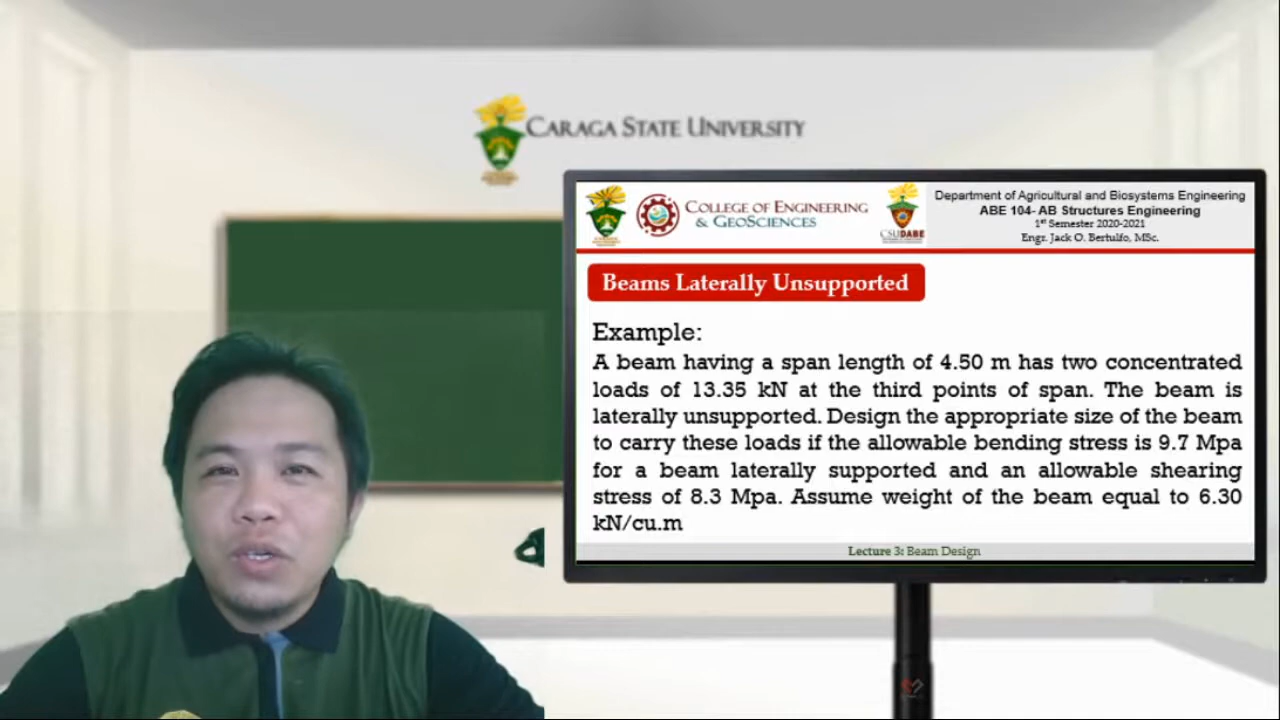 CARAGA STATE UNIVERSITY
COLLEGE OF ENGINEERING
& GEOSCIENCES
CSUDABE
Department of Agricultural and Biosystems Engineering
ABE 104- AB Structures Engineering
1st Semester 2020-2021
Engr. Jack O. Bertulfo, MSc.
Beams Laterally Unsupported
Example:
A beam having a span length of 4.50 m has two concentrated
loads of 13.35 kN at the third points of span. The beam is
laterally unsupported. Design the appropriate size of the beam
to carry these loads if the allowable bending stress is 9.7 Mpa
for a beam laterally supported and an allowable shearing
stress of 8.3 Mpa. Assume weight of the beam equal to 6.30
kN/cu.m
Lecture 3: Beam Design